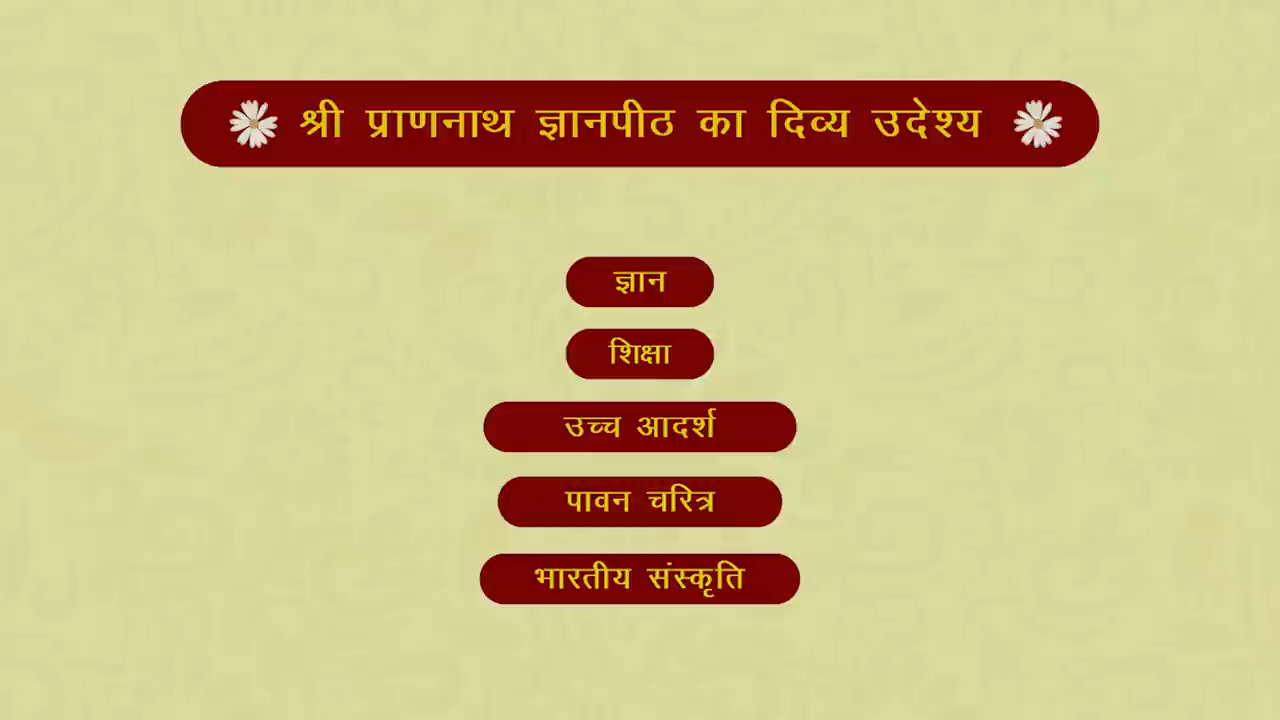 श्री प्राणनाथ ज्ञानपीठ का दिव्य उदेश्य
ज्ञान
शिक्षा
उच्च आदर्श
पावन चरित्र
भारतीय संस्कृति